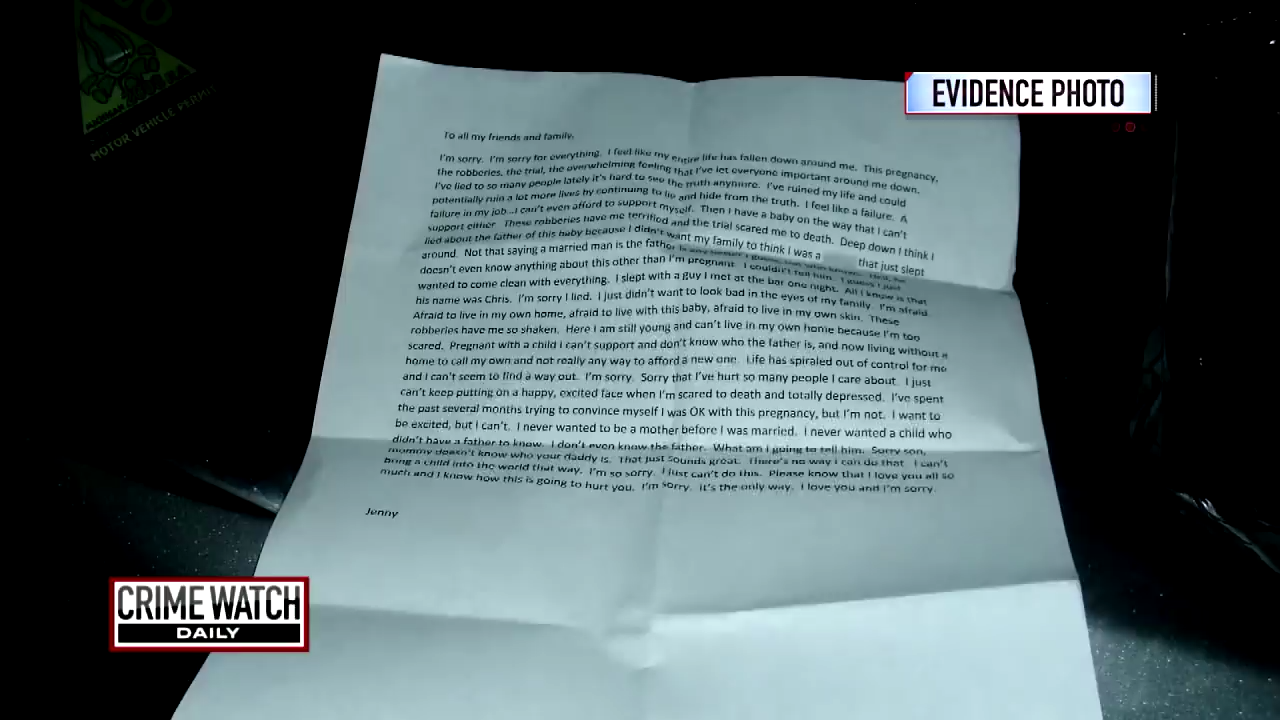 MOTOR VEHICLE PERMIT
EVIDENCE PHOTO
To all my friends and family,
I'm sorry. I'm sorry for everything. I feel like my entire life has fallen down around me. This pregnancy,
the robberies, the trial, the overwhelming feeling that I've let everyone important around me down.
I've lied to so many people lately it's hard to see the truth anymore. I've ruined my life and could
potentially ruin a lot more lives by continuing to lie and hide from the truth. I feel like a failure. A
failure in my job...I can't even afford to support myself. Then I have a baby on the way that I can't
support either. These robberies have me terrified and the trial scared me to death. Deep down I think I
lied about the father of this baby because I didn't want my family to think I was a that just slept
around. Not that saying a married man is the father is any better I guess,
doesn't even know anything about this other than I'm pregnant. I couldn't tell him. I guess I just
wanted to come clean with everything. I slept with a guy I met at the bar one night. All I know is that
his name was Chris. I'm sorry I lied. I just didn't want to look bad in the eyes of my family. I'm afraid.
Afraid to live in my own home, afraid to live with this baby, afraid to live in my own skin. These
robberies have me so shaken. Here I am still young and can't live in my own home because I'm too
scared. Pregnant with a child I can't support and don't know who the father is, and now living without a
home to call my own and not really any way to afford a new one. Life has spiraled out of control for me
and I can't seem to find a way out. I'm sorry. Sorry that I've hurt so many people I care about. I just
can't keep putting on a happy, excited face when I'm scared to death and totally depressed. I've spent
the past several months trying to convince myself I was OK with this pregnancy, but I'm not. I want to
be excited, but I can't. I never wanted to be a mother before I was married. I never wanted a child who
didn't have a father to know. I don't even know the father. What am I going to tell him. Sorry son,
mommy doesn't know who your daddy is. That just sounds great. There's no way I can do that. I can't
bring a child into the world that way. I'm so sorry. I just can't do this. Please know that I love you all so
much and I know how this is going to hurt you. I'm sorry. It's the only way. I love you and I'm sorry.
Jenny
CRIME WATCH
DAILY